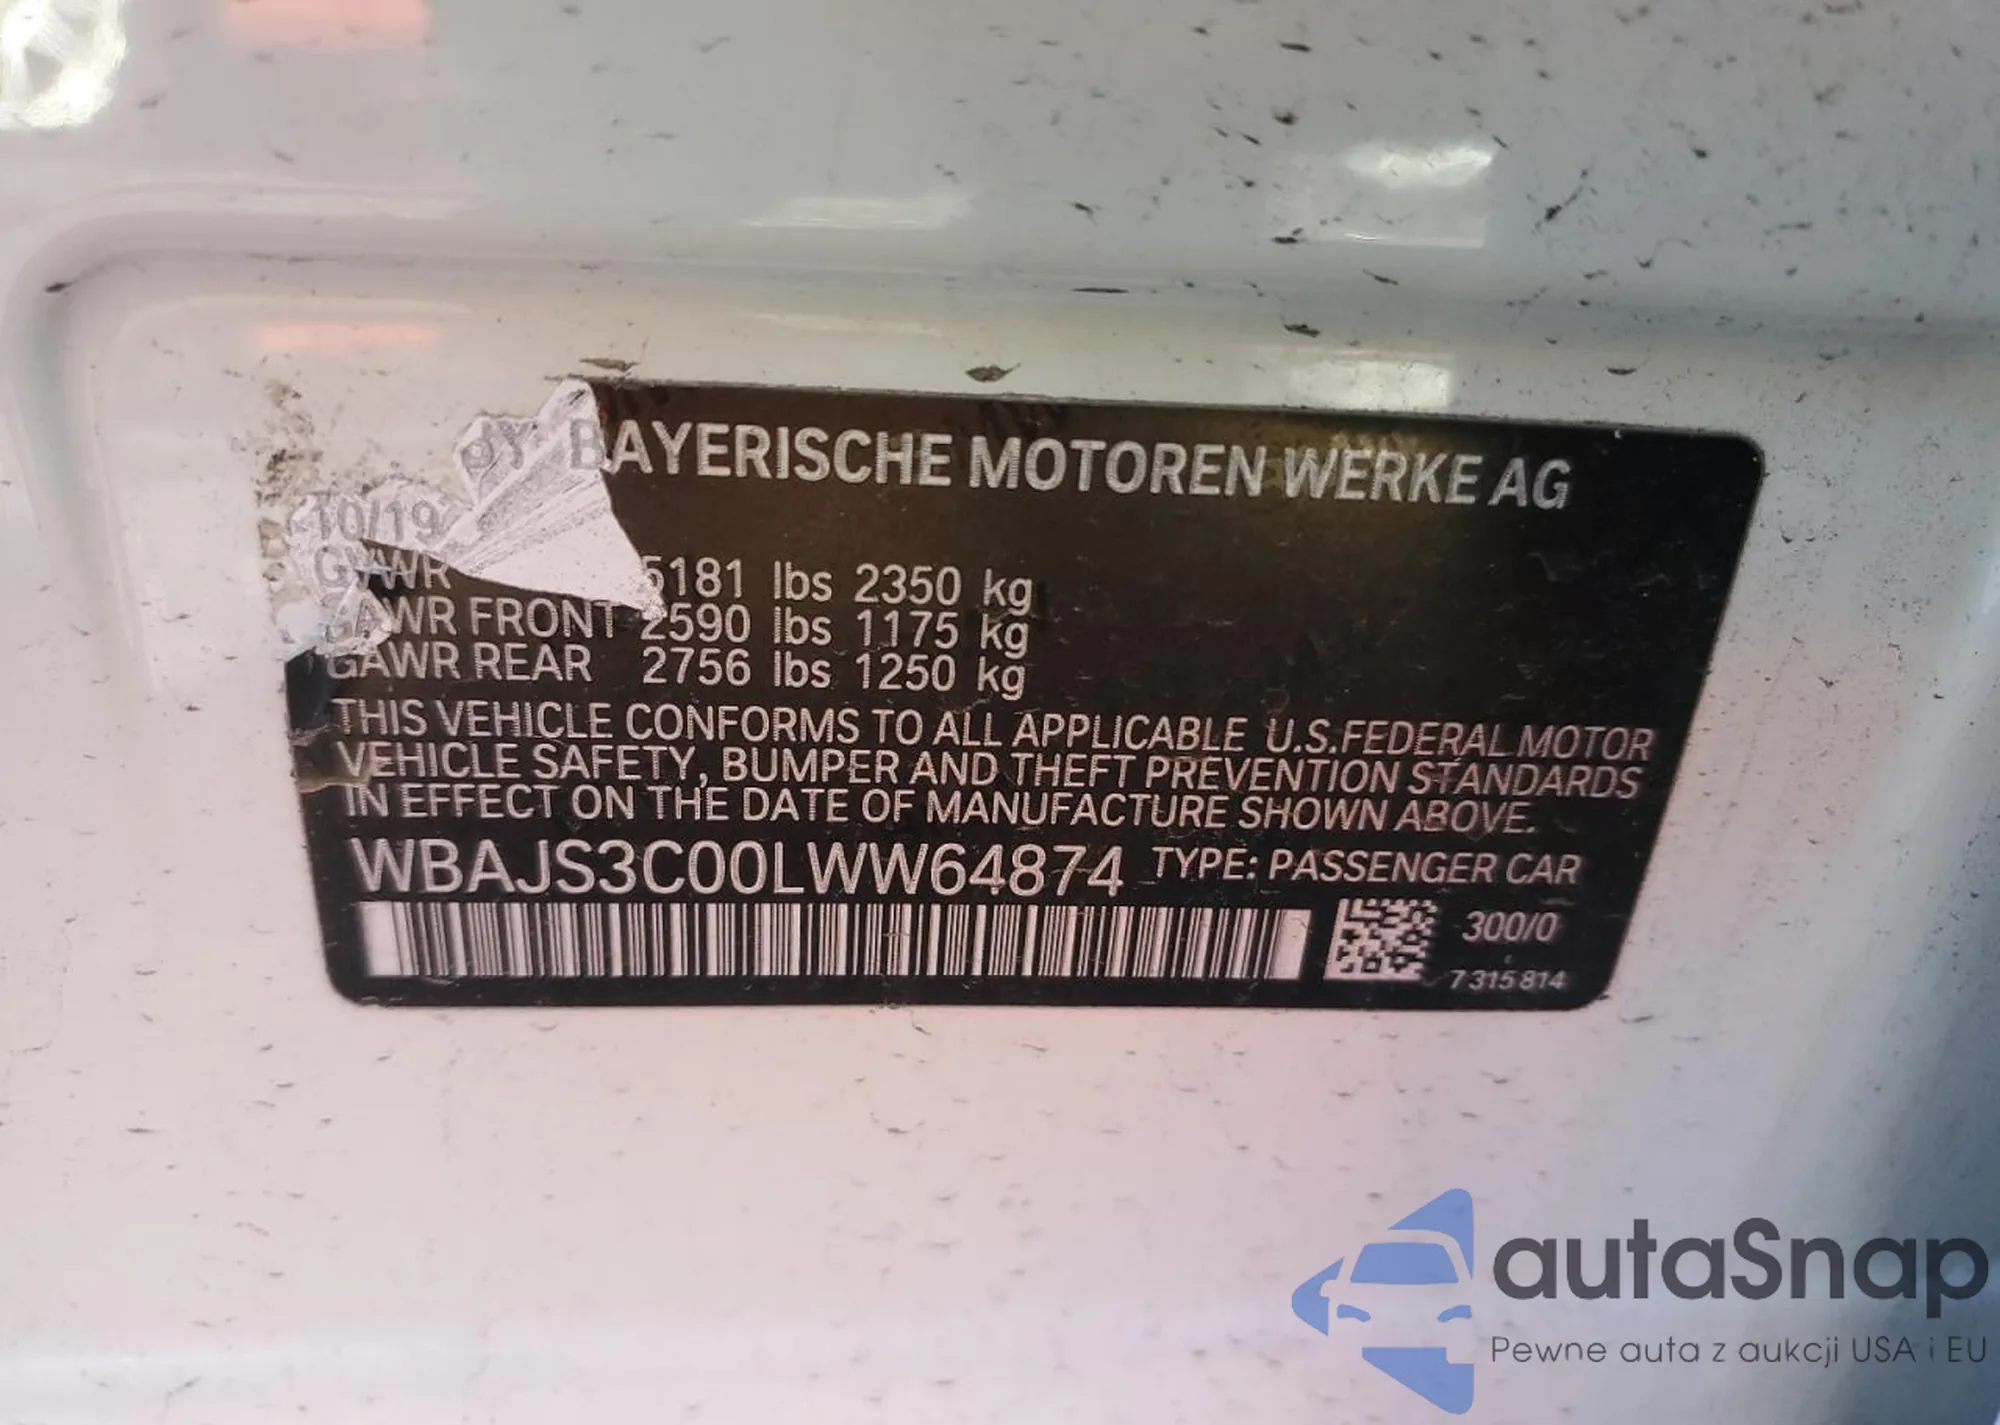 BY BAYERISCHE MOTOREN WERKE AG
10/19
GVWR 5181 lbs 2350 kg
GAWR FRONT 2590 lbs 1175 kg
GAWR REAR 2756 lbs 1250 kg
THIS VEHICLE CONFORMS TO ALL APPLICABLE U.S.FEDERAL MOTOR
VEHICLE SAFETY, BUMPER AND THEFT PREVENTION STANDARDS
IN EFFECT ON THE DATE OF MANUFACTURE SHOWN ABOVE.
WBAJS3C00LWW64874 TYPE: PASSENGER CAR
300/0
7 315 814
autaSnap
Pewne auta z aukcji USA i EU